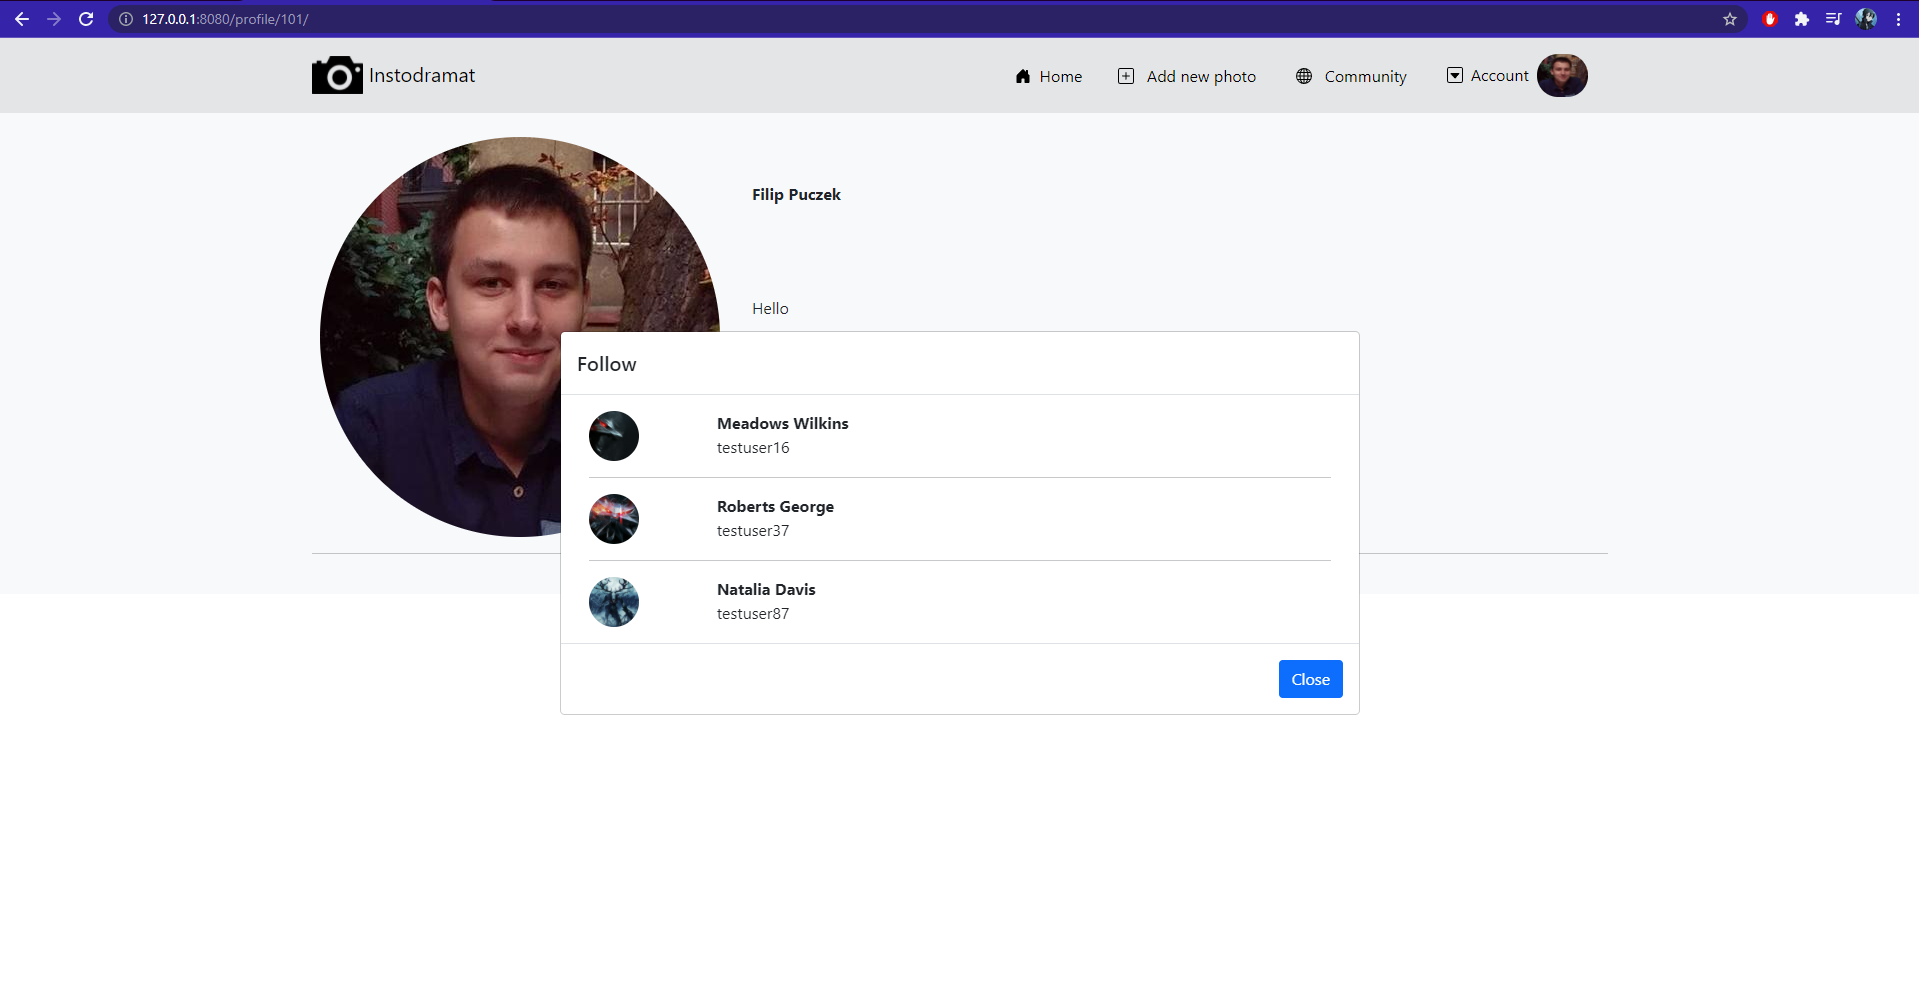 127.0.0.1:8080/profile/101/
Instodramat
Home
Add new photo
Community
Account
Filip Puczek
Hello
Follow
Meadows Wilkins
testuser16
Roberts George
testuser37
Natalia Davis
testuser87
Close